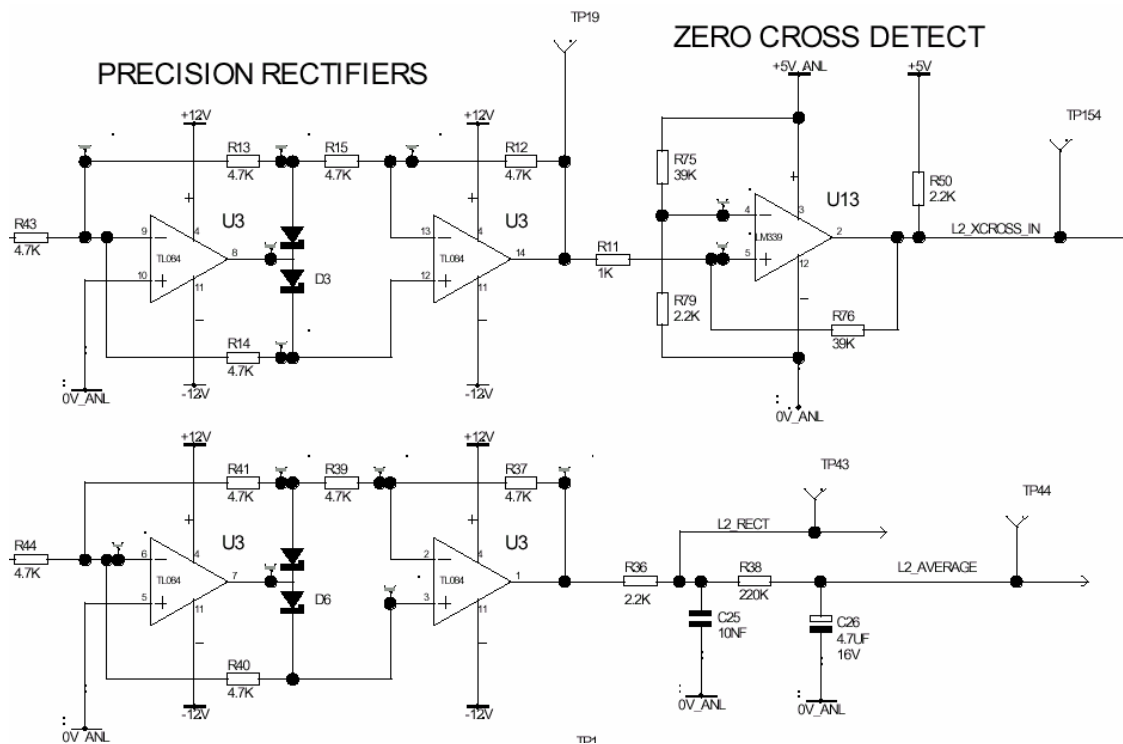 TP19
ZERO CROSS DETECT
PRECISION RECTIFIERS
+5V_ANL
+5V
TP154
+12V
+12V
R13
4.7K
R15
4.7K
R12
4.7K
R75
39K
R50
2.2K
R43
4.7K
U3
U3
U13
4
3
9
8
4
13
14
4
LM339
2
L2_XCROSS_IN
TL084
TL084
R11
1K
5
10
11
12
11
12
D3
R79
2.2K
R76
39K
R14
4.7K
0V_ANL
-12V
-12V
0V_ANL
+12V
+12V
R41
4.7K
R39
4.7K
R37
4.7K
TP43
TP44
L2_RECT
R44
4.7K
U3
U3
6
7
4
2
1
4
TL084
TL084
R36
2.2K
R38
220K
L2_AVERAGE
5
11
3
11
D6
C25
10NF
C26
4.7UF
16V
R40
4.7K
0V_ANL
-12V
-12V
0V_ANL
0V_ANL
TP1